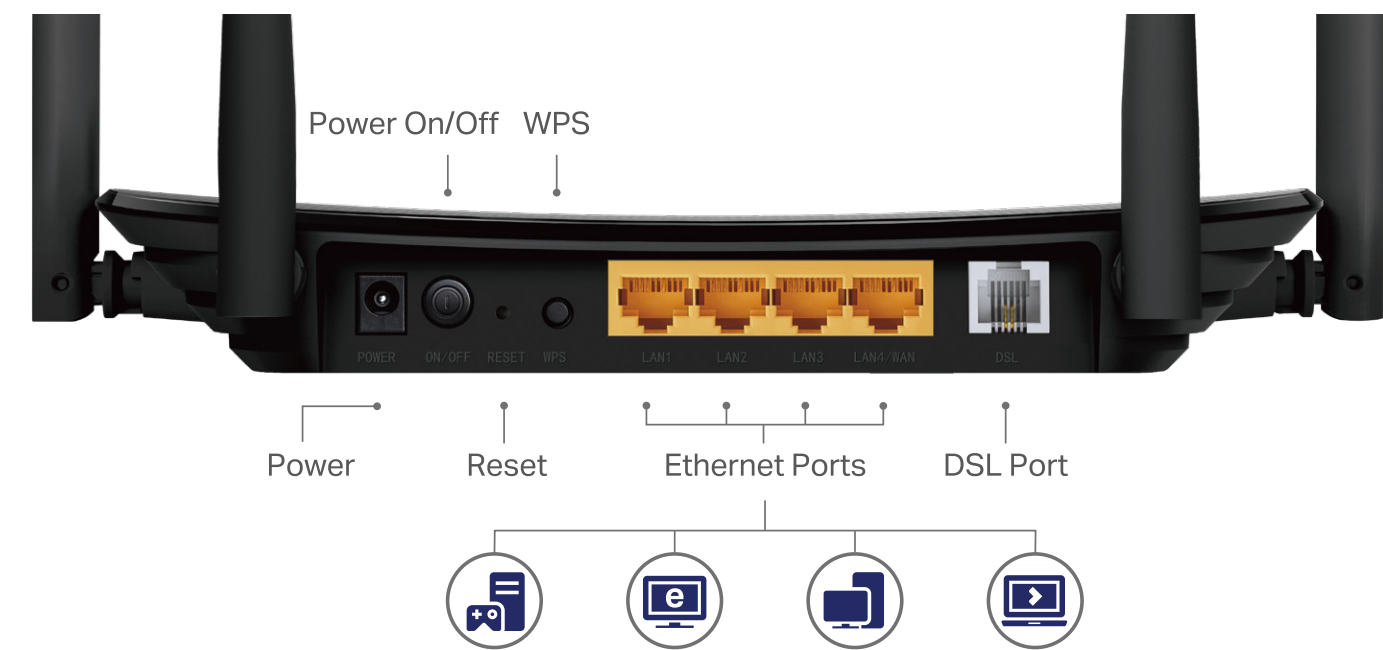 Power On/Off WPS
POWER ON/OFF RESET WPS LAN1 LAN2 LAN3 LAN4/WAN DSL
Power Reset Ethernet Ports DSL Port
e